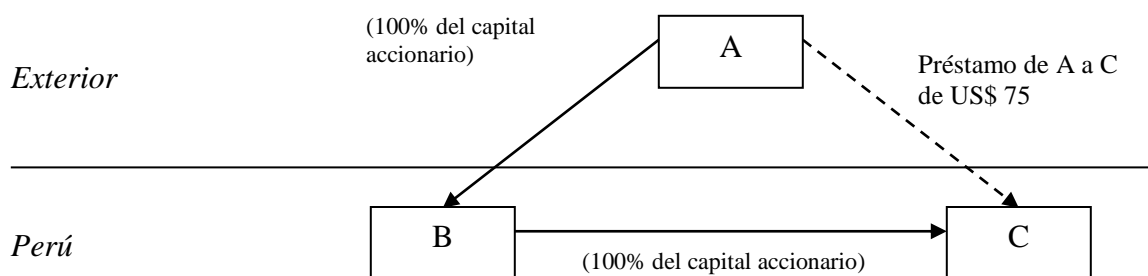 (100% del capital
accionario)
A
Exterior
Préstamo de A a C
de US$ 75
Perú
B
C
(100% del capital accionario)